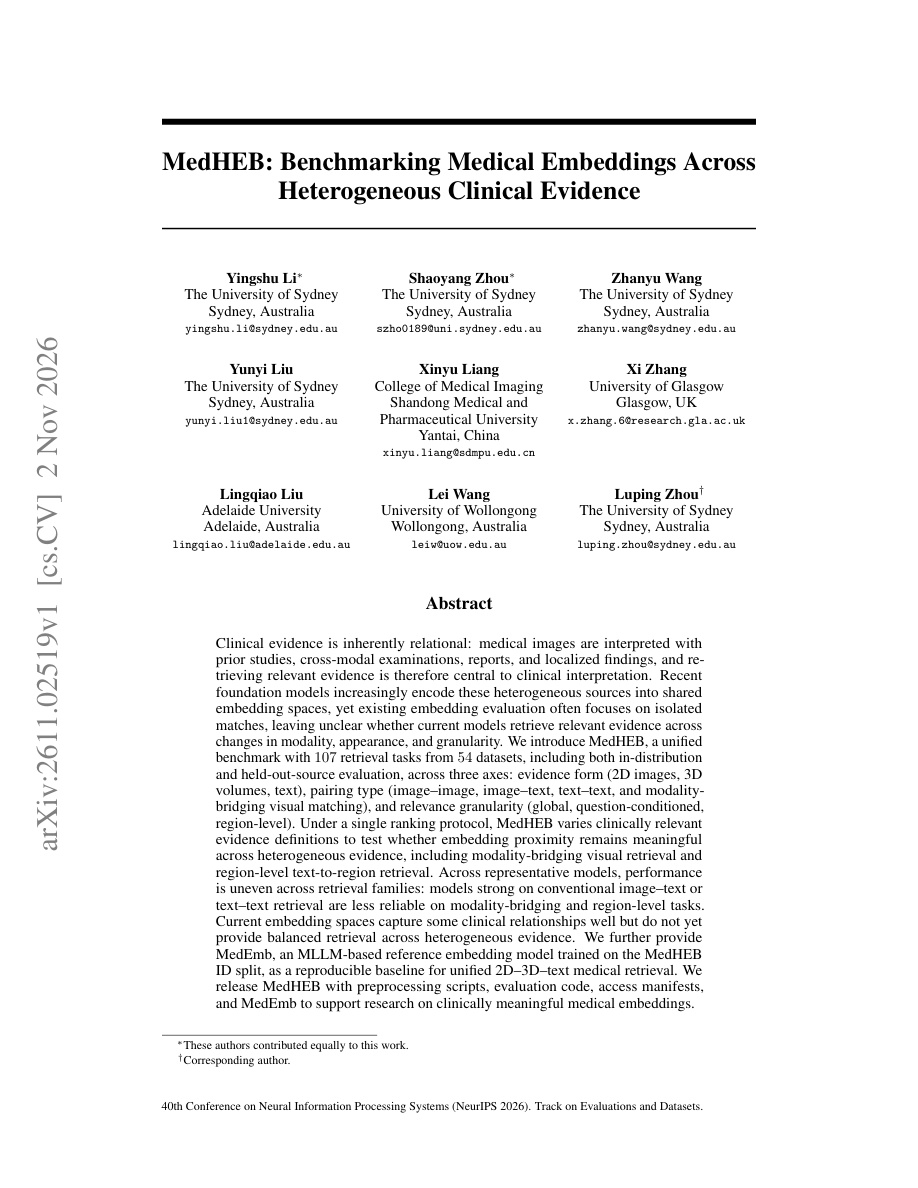 MedHEB: Benchmarking Medical Embeddings Across
Heterogeneous Clinical Evidence
Yingshu Li*
The University of Sydney
Sydney, Australia
yingshu.li@sydney.edu.au
Shaoyang Zhou*
The University of Sydney
Sydney, Australia
szho0189@uni.sydney.edu.au
Zhanyu Wang
The University of Sydney
Sydney, Australia
zhanyu.wang@sydney.edu.au
Yunyi Liu
The University of Sydney
Sydney, Australia
yunyi.liu1@sydney.edu.au
Xinyu Liang
College of Medical Imaging
Shandong Medical and
Pharmaceutical University
Yantai, China
xinyu.liang@sdmpu.edu.cn
Xi Zhang
University of Glasgow
Glasgow, UK
x.zhang.6@research.gla.ac.uk
Lingqiao Liu
Adelaide University
Adelaide, Australia
lingqiao.liu@adelaide.edu.au
Lei Wang
University of Wollongong
Wollongong, Australia
leiw@uow.edu.au
Luping Zhou†
The University of Sydney
Sydney, Australia
luping.zhou@sydney.edu.au
Abstract
Clinical evidence is inherently relational: medical images are interpreted with
prior studies, cross-modal examinations, reports, and localized findings, and re-
trieving relevant evidence is therefore central to clinical interpretation. Recent
foundation models increasingly encode these heterogeneous sources into shared
embedding spaces, yet existing embedding evaluation often focuses on isolated
matches, leaving unclear whether current models retrieve relevant evidence across
changes in modality, appearance, and granularity. We introduce MedHEB, a unified
benchmark with 107 retrieval tasks from 54 datasets, including both in-distribution
and held-out-source evaluation, across three axes: evidence form (2D images, 3D
volumes, text), pairing type (image–image, image–text, text–text, and modality-
bridging visual matching), and relevance granularity (global, question-conditioned,
region-level). Under a single ranking protocol, MedHEB varies clinically relevant
evidence definitions to test whether embedding proximity remains meaningful
across heterogeneous evidence, including modality-bridging visual retrieval and
region-level text-to-region retrieval. Across representative models, performance
is uneven across retrieval families: models strong on conventional image–text or
text–text retrieval are less reliable on modality-bridging and region-level tasks.
Current embedding spaces capture some clinical relationships well but do not yet
provide balanced retrieval across heterogeneous evidence. We further provide
MedEmb, an MLLM-based reference embedding model trained on the MedHEB
ID split, as a reproducible baseline for unified 2D–3D–text medical retrieval. We
release MedHEB with preprocessing scripts, evaluation code, access manifests,
and MedEmb to support research on clinically meaningful medical embeddings.
*These authors contributed equally to this work.
†Corresponding author.
40th Conference on Neural Information Processing Systems (NeurIPS 2026). Track on Evaluations and Datasets.
arXiv:2611.02519v1 [cs.CV] 2 Nov 2026